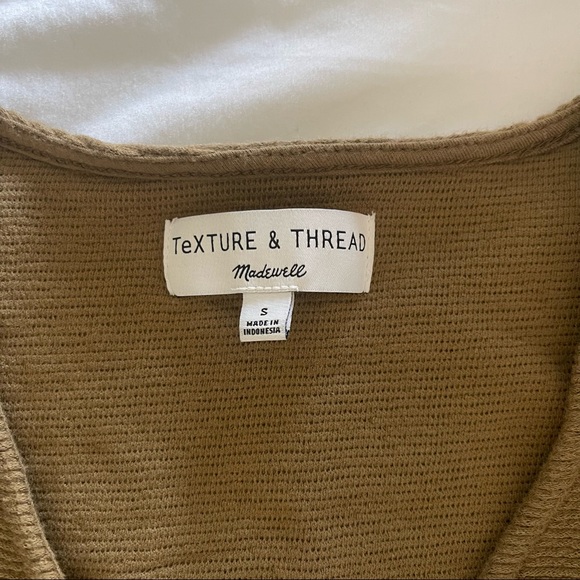 TeXTURE & THREAD
Madewell
S
MADE IN
INDONESIA